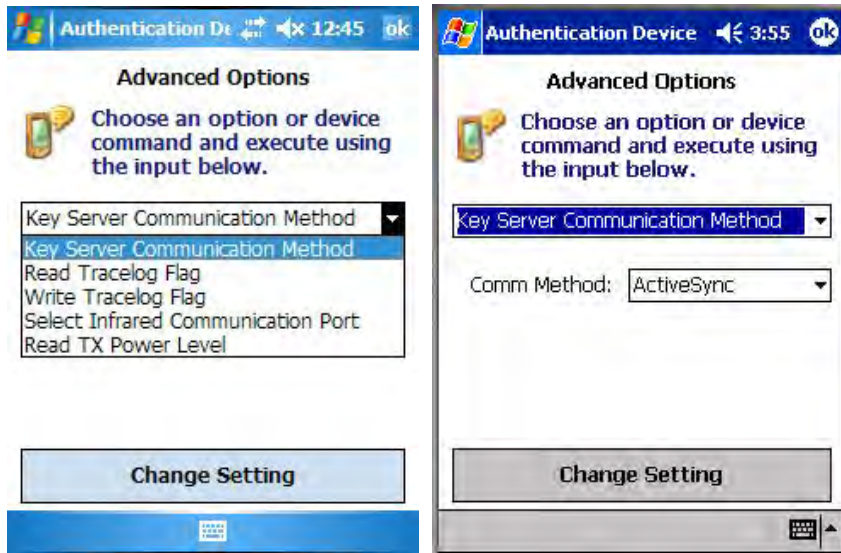 Authentication De 12:45 ok
Advanced Options
Choose an option or device
command and execute using
the input below.
Key Server Communication Method
Key Server Communication Method
Read Tracelog Flag
Write Tracelog Flag
Select Infrared Communication Port
Read TX Power Level
Change Setting
Authentication Device 3:55 ok
Advanced Options
Choose an option or device
command and execute using
the input below.
Key Server Communication Method
Comm Method: ActiveSync
Change Setting